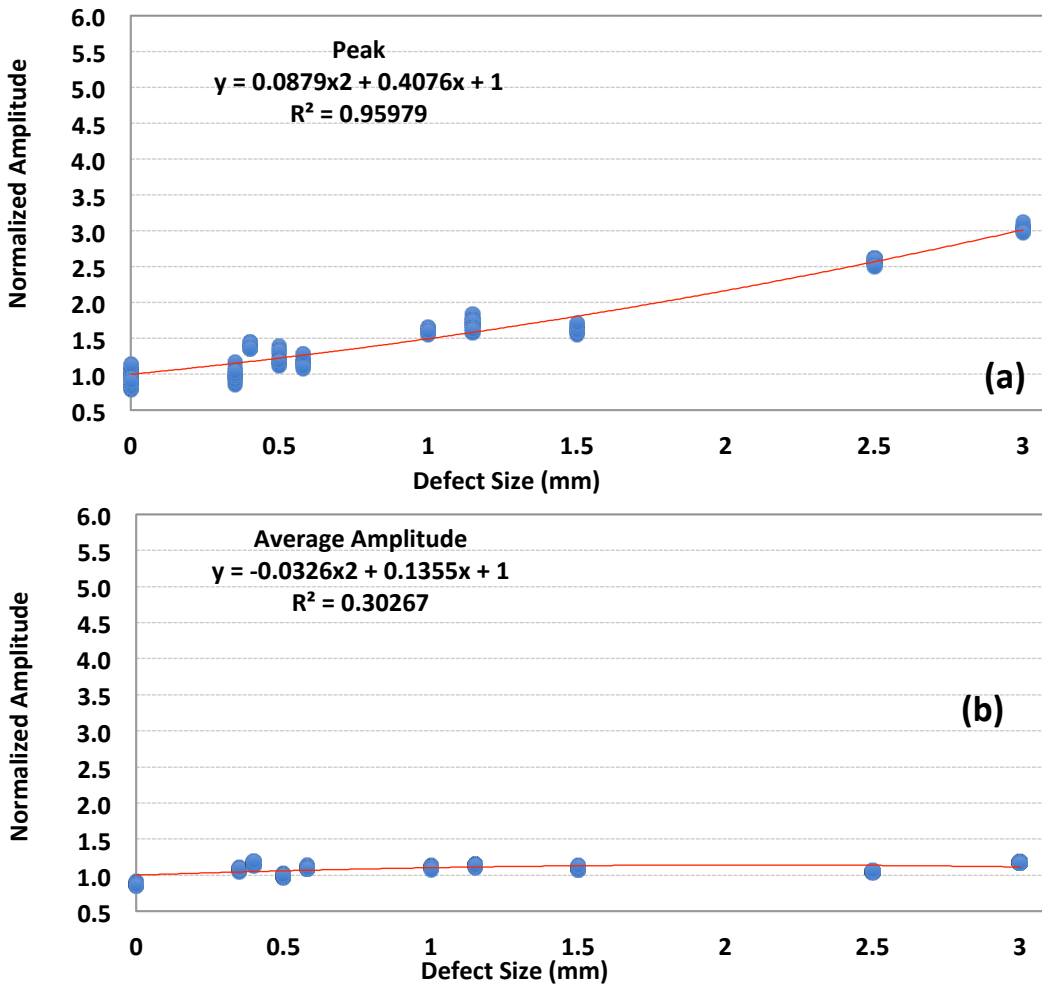 Normalized Amplitude
6.0
5.5
5.0
4.5
4.0
3.5
3.0
2.5
2.0
1.5
1.0
0.5
Peak
y = 0.0879x2 + 0.4076x + 1
R² = 0.95979
(a)
0 0.5 1 1.5 2 2.5 3
Defect Size (mm)
Normalized Amplitude
6.0
5.5
5.0
4.5
4.0
3.5
3.0
2.5
2.0
1.5
1.0
0.5
Average Amplitude
y = -0.0326x2 + 0.1355x + 1
R² = 0.30267
(b)
0 0.5 1 1.5 2 2.5 3
Defect Size (mm)